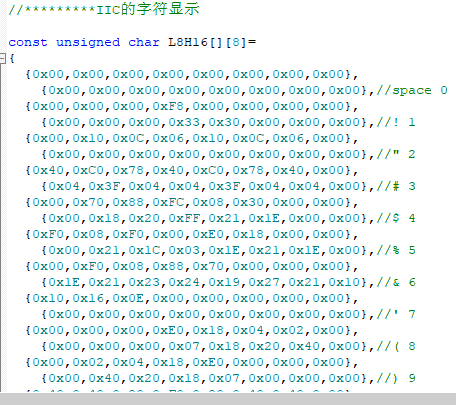 //*********IIC的字符显示
const unsigned char L8H16[][8]=
{
{0x00,0x00,0x00,0x00,0x00,0x00,0x00,0x00},
{0x00,0x00,0x00,0x00,0x00,0x00,0x00,0x00},//space 0
{0x00,0x00,0x00,0xF8,0x00,0x00,0x00,0x00},
{0x00,0x00,0x00,0x33,0x30,0x00,0x00,0x00},//! 1
{0x00,0x10,0x0C,0x06,0x10,0x0C,0x06,0x00},
{0x00,0x00,0x00,0x00,0x00,0x00,0x00,0x00},//" 2
{0x40,0xC0,0x78,0x40,0xC0,0x78,0x40,0x00},
{0x04,0x3F,0x04,0x04,0x3F,0x04,0x04,0x00},//# 3
{0x00,0x70,0x88,0xFC,0x08,0x30,0x00,0x00},
{0x00,0x18,0x20,0xFF,0x21,0x1E,0x00,0x00},//$ 4
{0xF0,0x08,0xF0,0x00,0xE0,0x18,0x00,0x00},
{0x00,0x21,0x1C,0x03,0x1E,0x21,0x1E,0x00},//% 5
{0x00,0xF0,0x08,0x88,0x70,0x00,0x00,0x00},
{0x1E,0x21,0x23,0x24,0x19,0x27,0x21,0x10},//& 6
{0x10,0x16,0x0E,0x00,0x00,0x00,0x00,0x00},
{0x00,0x00,0x00,0x00,0x00,0x00,0x00,0x00},//' 7
{0x00,0x00,0x00,0xE0,0x18,0x04,0x02,0x00},
{0x00,0x00,0x00,0x07,0x18,0x20,0x40,0x00},//( 8
{0x00,0x02,0x04,0x18,0xE0,0x00,0x00,0x00},
{0x00,0x40,0x20,0x18,0x07,0x00,0x00,0x00},//) 9